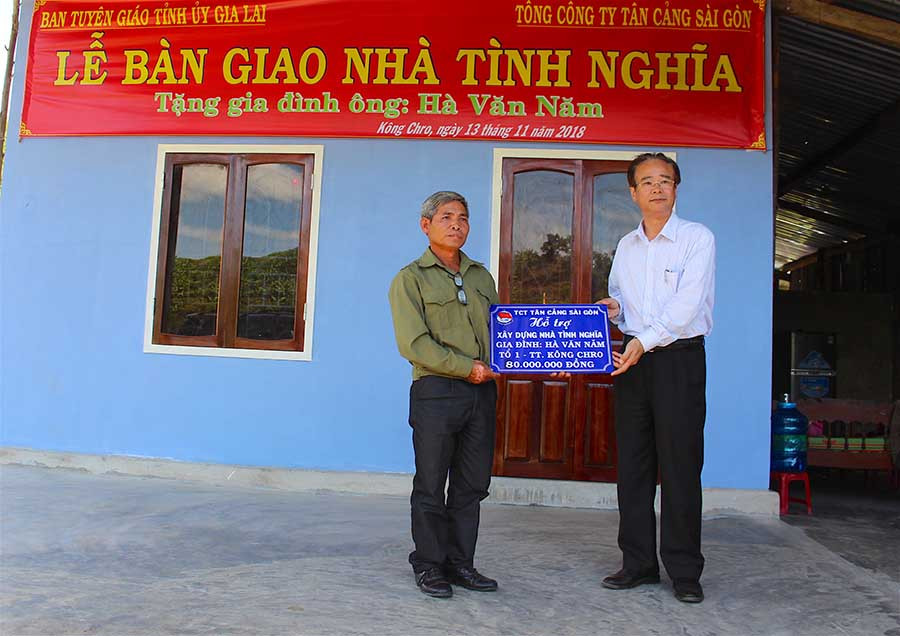 BAN TUYÊN GIÁO TỈNH ỦY GIA LAI
TỔNG CÔNG TY TÂN CẢNG SÀI GÒN
LỄ BÀN GIAO NHÀ TÌNH NGHĨA
Tặng gia đình ông: Hà Văn Năm
Kông Chro, ngày 13 tháng 11 năm 2018
TCT TÂN CẢNG SÀI GÒN
Hỗ trợ
XÂY DỰNG NHÀ TÌNH NGHĨA
GIA ĐÌNH: HÀ VĂN NĂM
TỔ 1 - TT. KÔNG CHRO
80.000.000 ĐỒNG